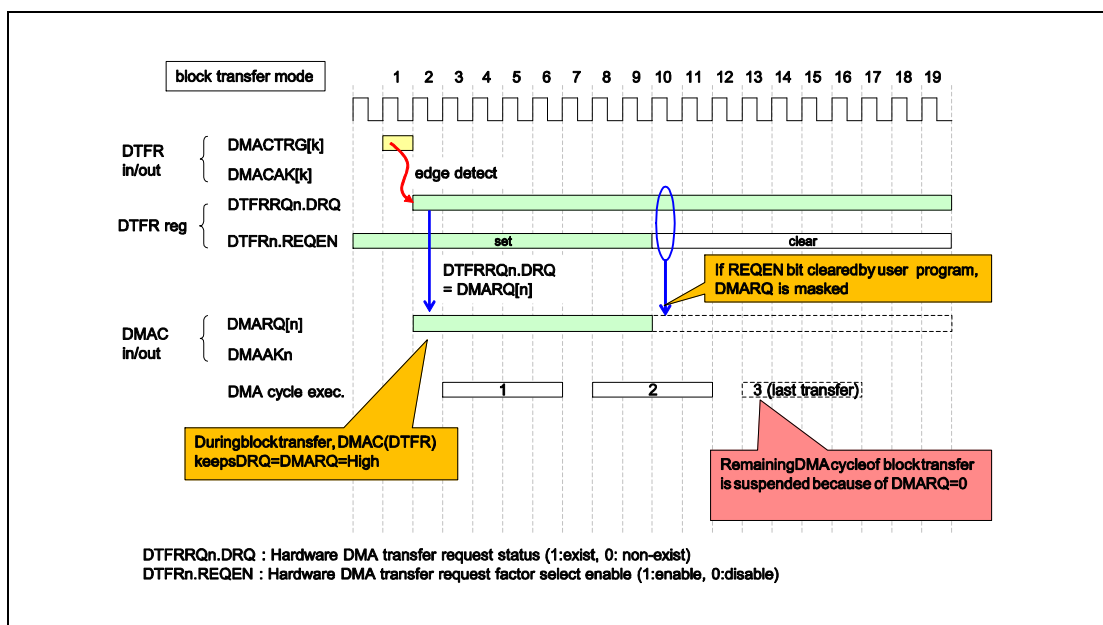 block transfer mode
1 2 3 4 5 6 7 8 9 10 11 12 13 14 15 16 17 18 19
DTFR
in/out
DMACTRG[k]
DMACAK[k]
edge detect
DTFR reg
DTFRRQn.DRQ
DTFRn.REQEN
set
clear
DTFRRQn.DRQ
= DMARQ[n]
If REQEN bit clearedby user program,
DMARQ is masked
DMAC
in/out
DMARQ[n]
DMAAKn
DMA cycle exec.
1
2
3 (last transfer)
Duringblocktransfer, DMAC(DTFR)
keepsDRQ=DMARQ=High
RemainingDMAcycleof blocktransfer
is suspended because of DMARQ=0
DTFRRQn.DRQ : Hardware DMA transfer request status (1:exist, 0: non-exist)
DTFRn.REQEN : Hardware DMA transfer request factor select enable (1:enable, 0:disable)